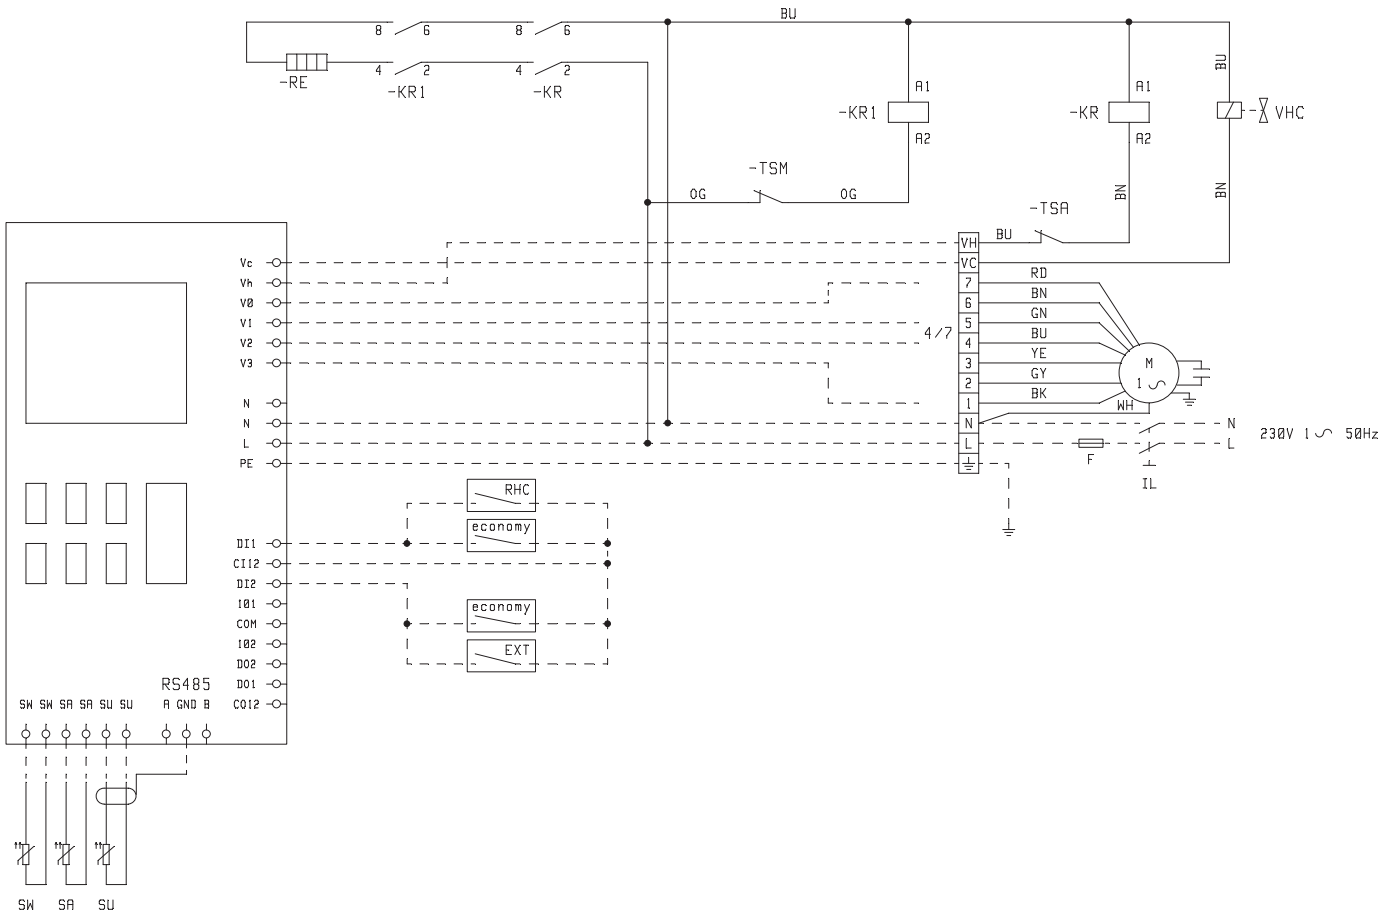 BU
8 6 8 6
4 2 4 2
-RE
-KR1
-KR
BU
A1
A1
-KR1
-KR
VHC
A2
A2
-TSM
OG
OG
BN
BN
-TSA
BU
VH
Vc
VC
Vh
7
RD
V0
6
BN
V1
5
GN
4/7
V2
4
BU
V3
3
YE
M
1
2
GY
N
1
BK
WH
N
N
N
L
L
L
230V 1 50Hz
PE
F
IL
RHC
economy
DI1
CI12
DI2
I01
economy
COM
I02
EXT
DO2
RS485
DO1
SW SW SA SA SU SU A GND B
CO12
SW SA SU